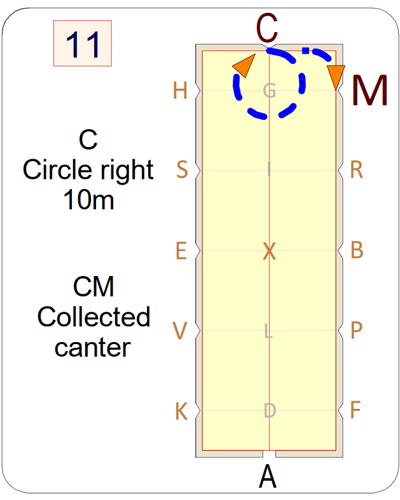 11
C
Circle right
10m
CM
Collected
canter
C
H G M
S I R
E X B
V L P
K D F
A